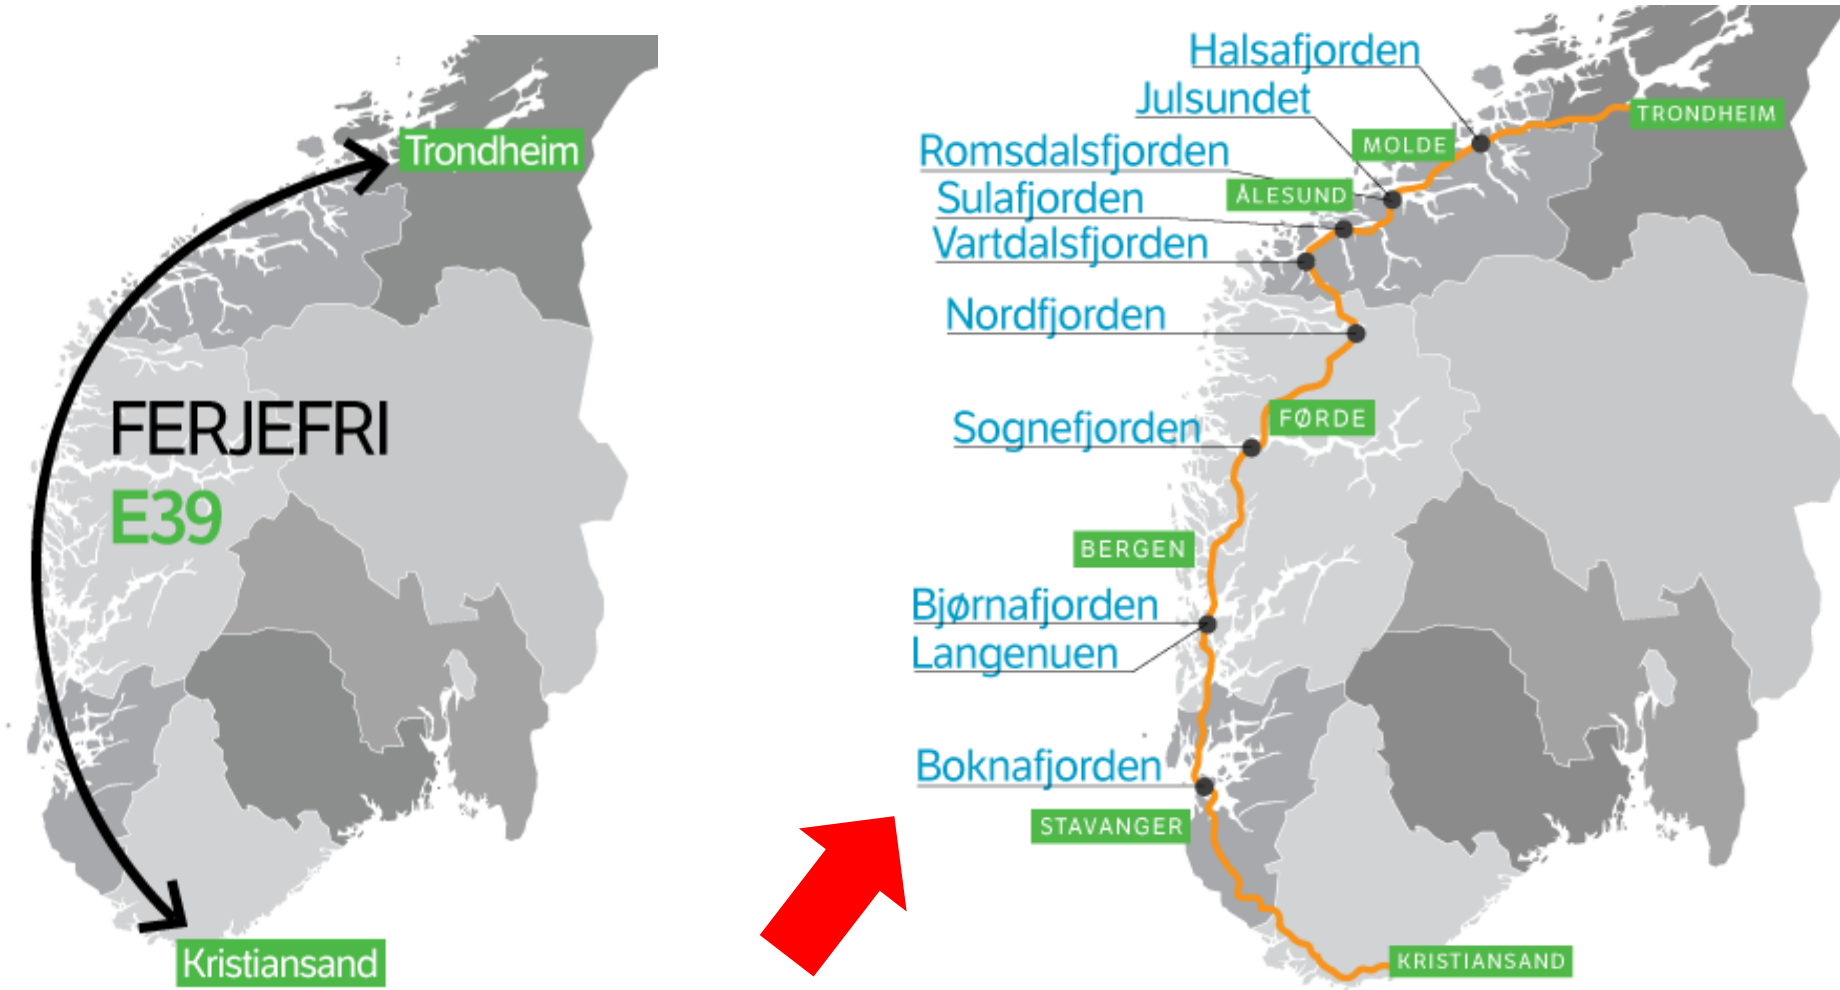 Trondheim
FERJEFRI
E39
Kristiansand
Halsafjorden
Julsundet
TRONDHEIM
MOLDE
Romsdalsfjorden
ÅLESUND
Sulafjorden
Vartdalsfjorden
Nordfjorden
FØRDE
Sognefjorden
BERGEN
Bjørnafjorden
Langenuen
Boknafjorden
STAVANGER
KRISTIANSAND